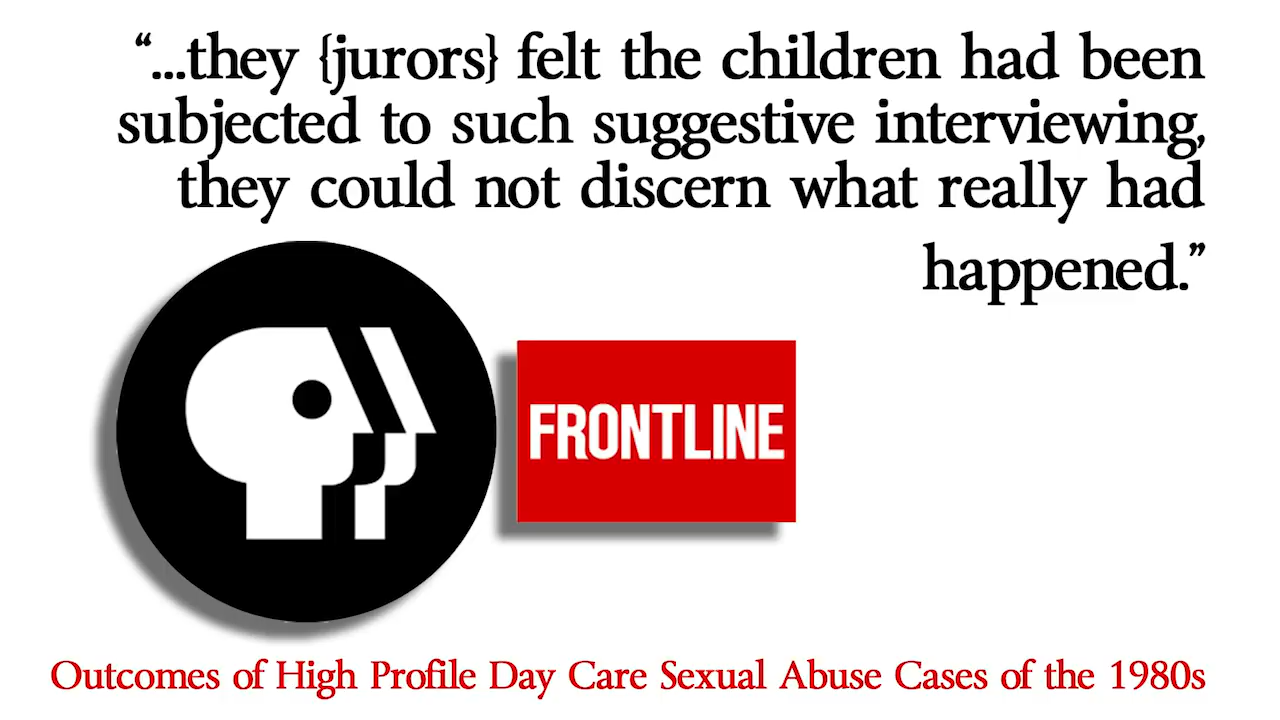 “...they {jurors} felt the children had been
subjected to such suggestive interviewing,
they could not discern what really had
happened.”
FRONTLINE
Outcomes of High Profile Day Care Sexual Abuse Cases of the 1980s